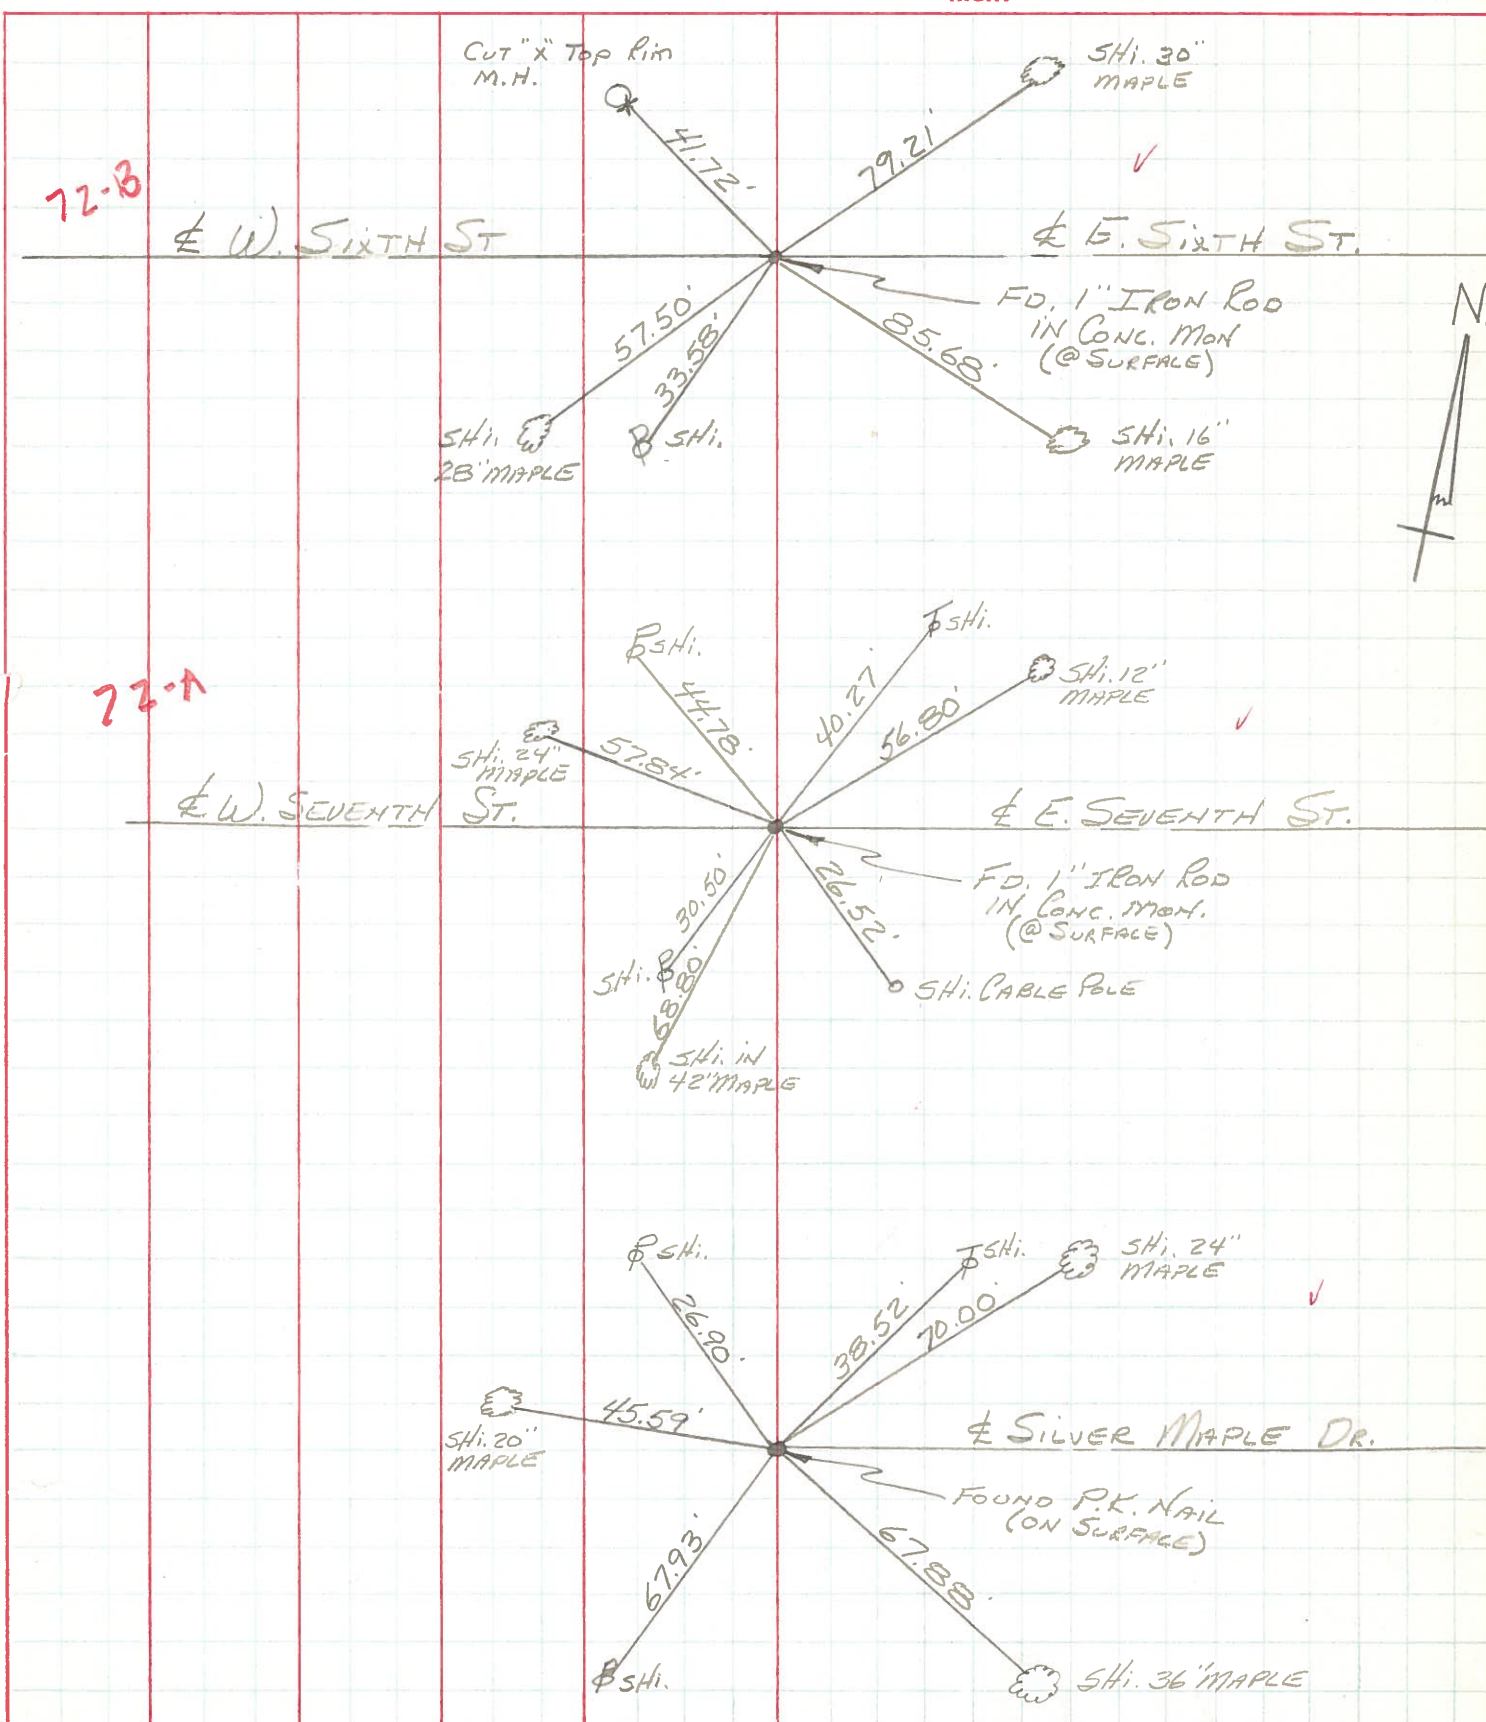 CUT "X" TOP Rim
M.H.
SHi. 30"
MAPLE
41.72'
79.21'
72-B
℄ W. SIXTH ST
℄ E. SIXTH ST.
FD. 1" IRON ROD
IN CONC. MON
(@ SURFACE)
N.
57.50'
33.58'
85.68'
SHi.
28" MAPLE
SHi.
SHi. 16"
MAPLE
SHi.
SHi.
SHi. 12"
MAPLE
72-A
44.78'
40.27'
56.80'
SHi. 24"
MAPLE
57.84'
℄ W. SEVENTH ST.
℄ E. SEVENTH ST.
FD. 1" IRON ROD
IN CONC. MON.
(@ SURFACE)
30.50'
26.52'
SHi.
68.80'
SHi. CABLE POLE
SHi. IN
42" MAPLE
SHi.
SHi.
SHi. 24"
MAPLE
26.90'
38.52'
70.00'
45.59'
SHi. 20"
MAPLE
℄ SILVER MAPLE DR.
FOUND P.K. NAIL
(ON SURFACE)
67.93'
67.88'
SHi.
SHi. 36" MAPLE